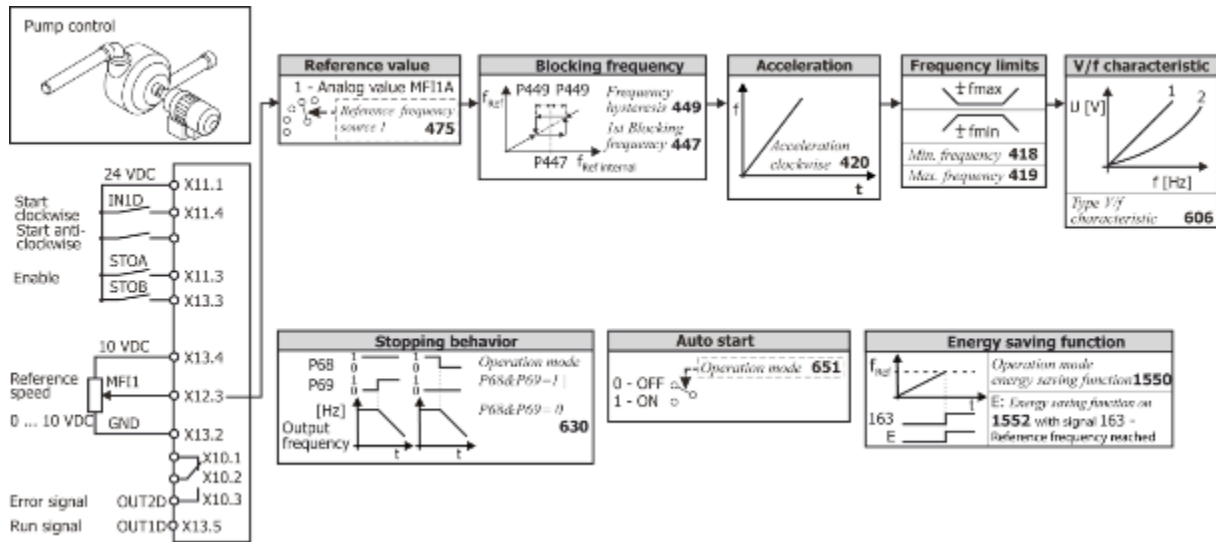 Pump control
Reference value
1 - Analog value MFI1A
Reference frequency
source 1
475
Blocking frequency
P449 P449
fRef
P447
fRef internal
Frequency
hysteresis 449
1st Blocking
frequency 447
Acceleration
f
Acceleration
clockwise 420
t
Frequency limits
±fmax
±fmin
Min. frequency 418
Max. frequency 419
V/f characteristic
U [V]
1
2
f [Hz]
Type V/f
characteristic 606
24 VDC
X11.1
Start
clockwise
IN1D
X11.4
Start anti-
clockwise
Enable
STOA
X11.3
STOB
X13.3
10 VDC
X13.4
Reference
speed
MFI1
X12.3
0 ... 10 VDC
GND
X13.2
X10.1
X10.2
Error signal OUT2D X10.3
Run signal OUT1D X13.5
Stopping behavior
P68
1
0
1
0
P69
1
0
1
0
[Hz]
Output
frequency
t
t
Operation mode
P68&P69=1 |
P68&P69=0
630
Auto start
Operation mode 651
0 - OFF
1 - ON
Energy saving function
fRef
t
163
E
Operation mode
energy saving function 1550
E: Energy saving function on
1552 with signal 163 -
Reference frequency reached